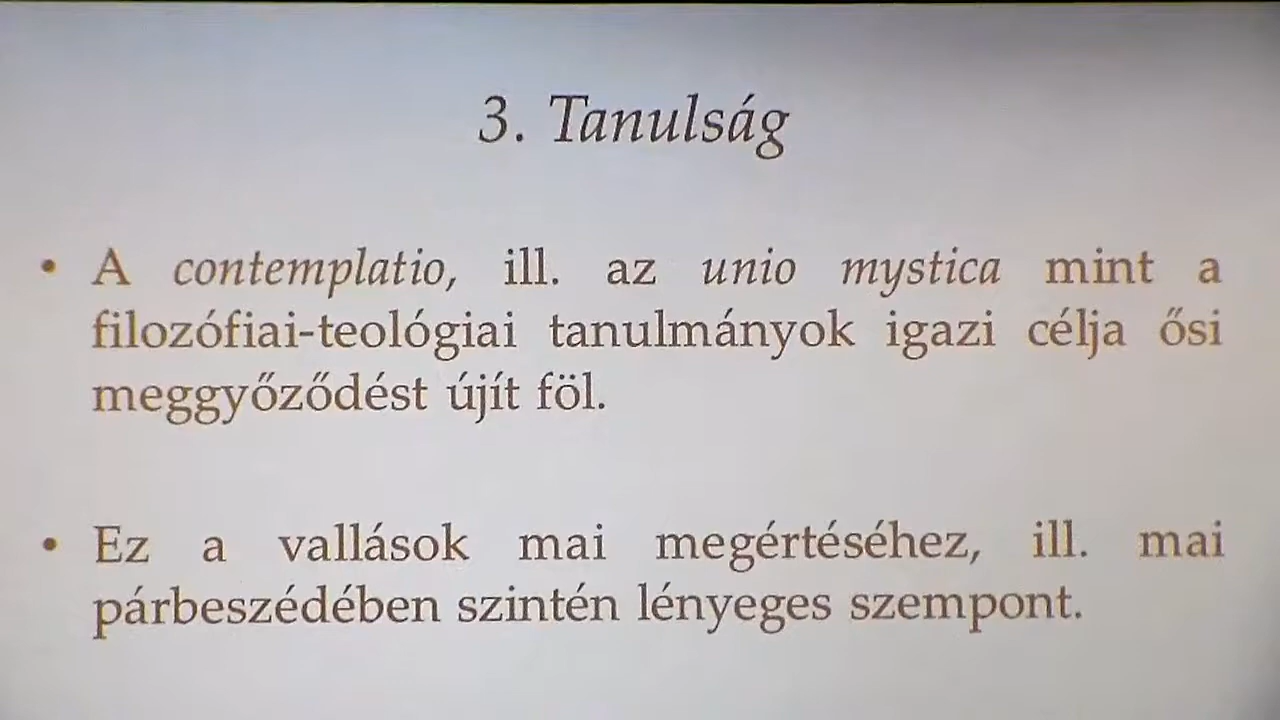 3. Tanulság
• A contemplatio, ill. az unio mystica mint a
filozófiai-teológiai tanulmányok igazi célja ősi
meggyőződést újít föl.
• Ez a vallások mai megértéséhez, ill. mai
párbeszédében szintén lényeges szempont.